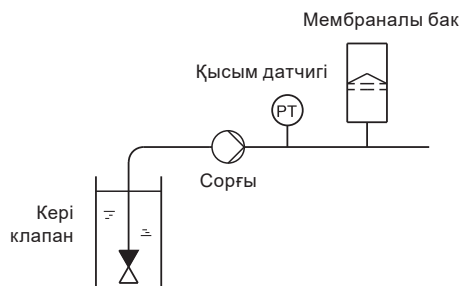 Мембраналы бак
Қысым датчигі
PT
Сорғы
Кері
клапан